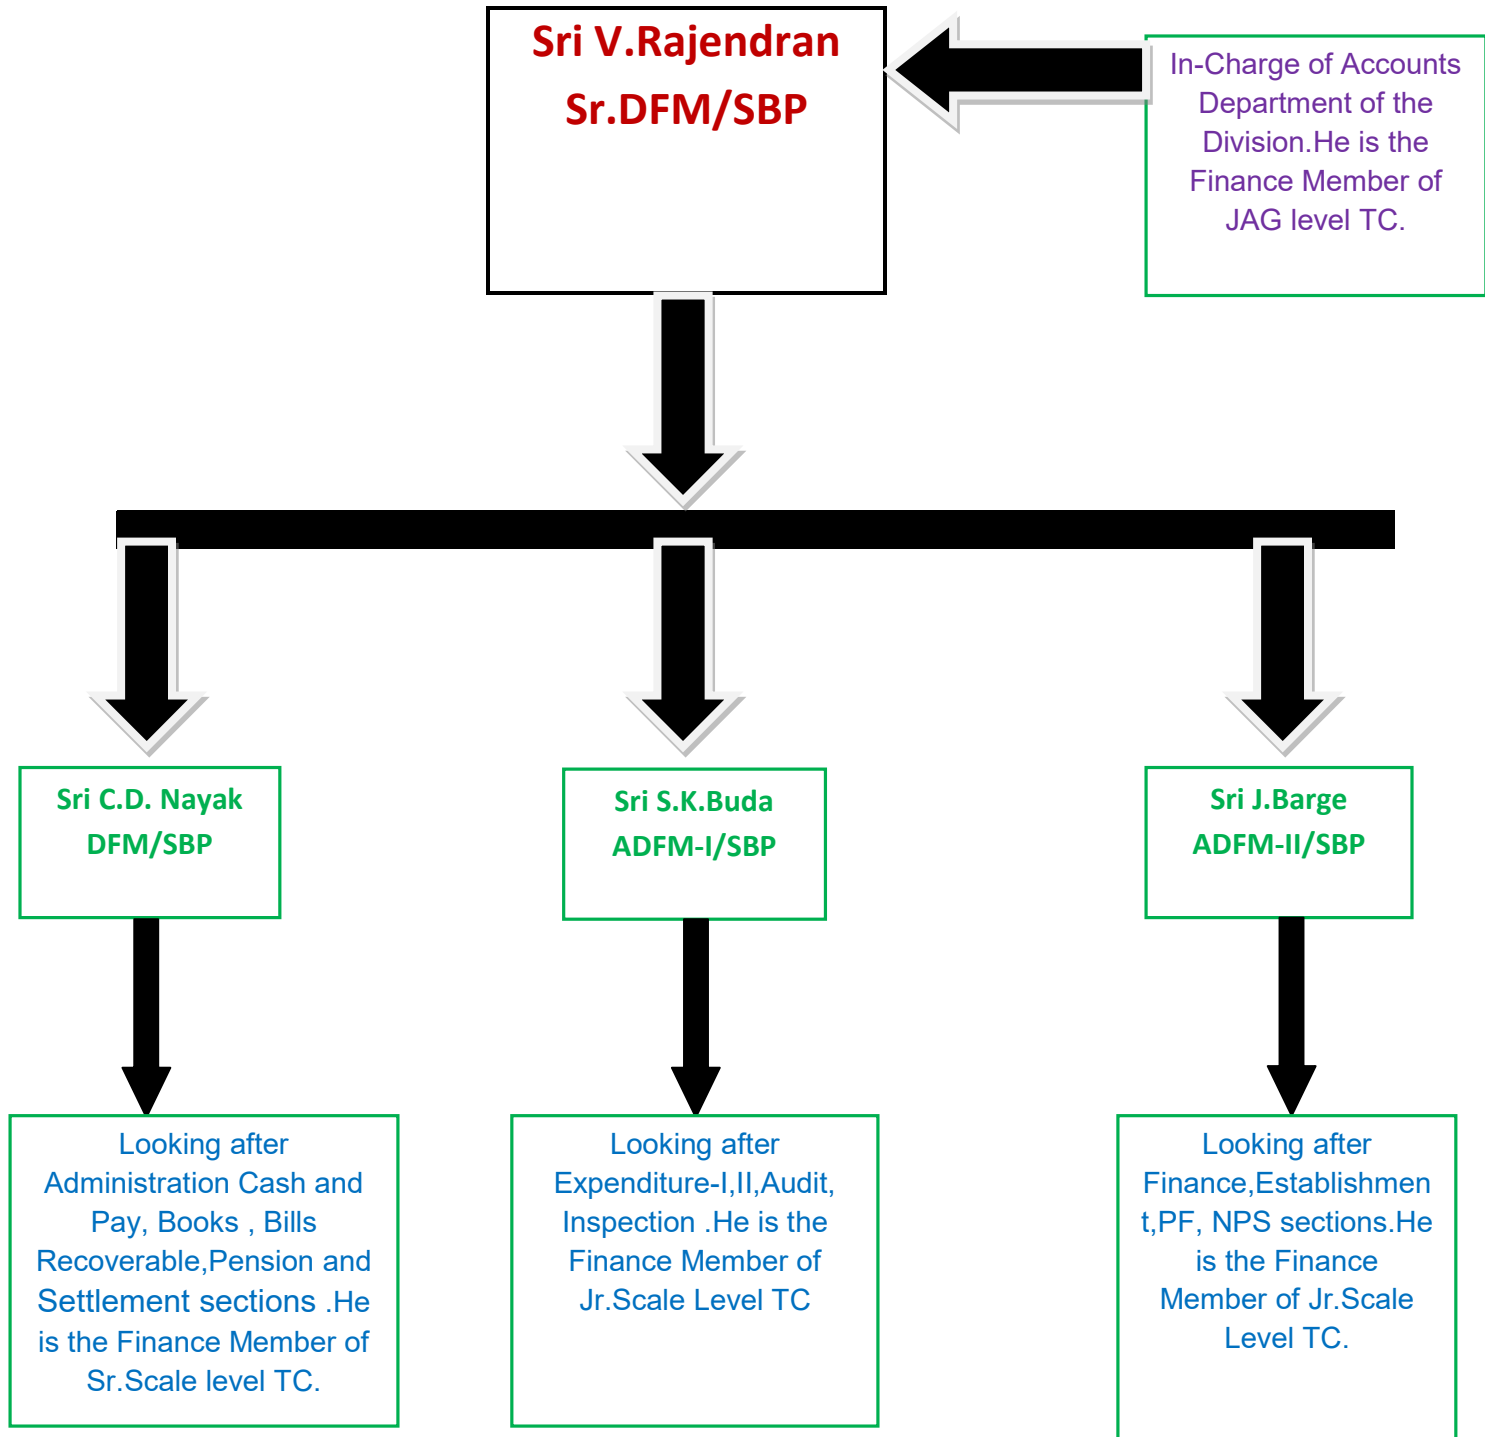 Sri V.Rajendran
Sr.DFM/SBP
In-Charge of Accounts
Department of the
Division.He is the
Finance Member of
JAG level TC.
Sri C.D. Nayak
DFM/SBP
Sri S.K.Buda
ADFM-I/SBP
Sri J.Barge
ADFM-II/SBP
Looking after
Administration Cash and
Pay, Books , Bills
Recoverable,Pension and
Settlement sections .He
is the Finance Member of
Sr.Scale level TC.
Looking after
Expenditure-I,II,Audit,
Inspection .He is the
Finance Member of
Jr.Scale Level TC
Looking after
Finance,Establishmen
t,PF, NPS sections.He
is the Finance
Member of Jr.Scale
Level TC.